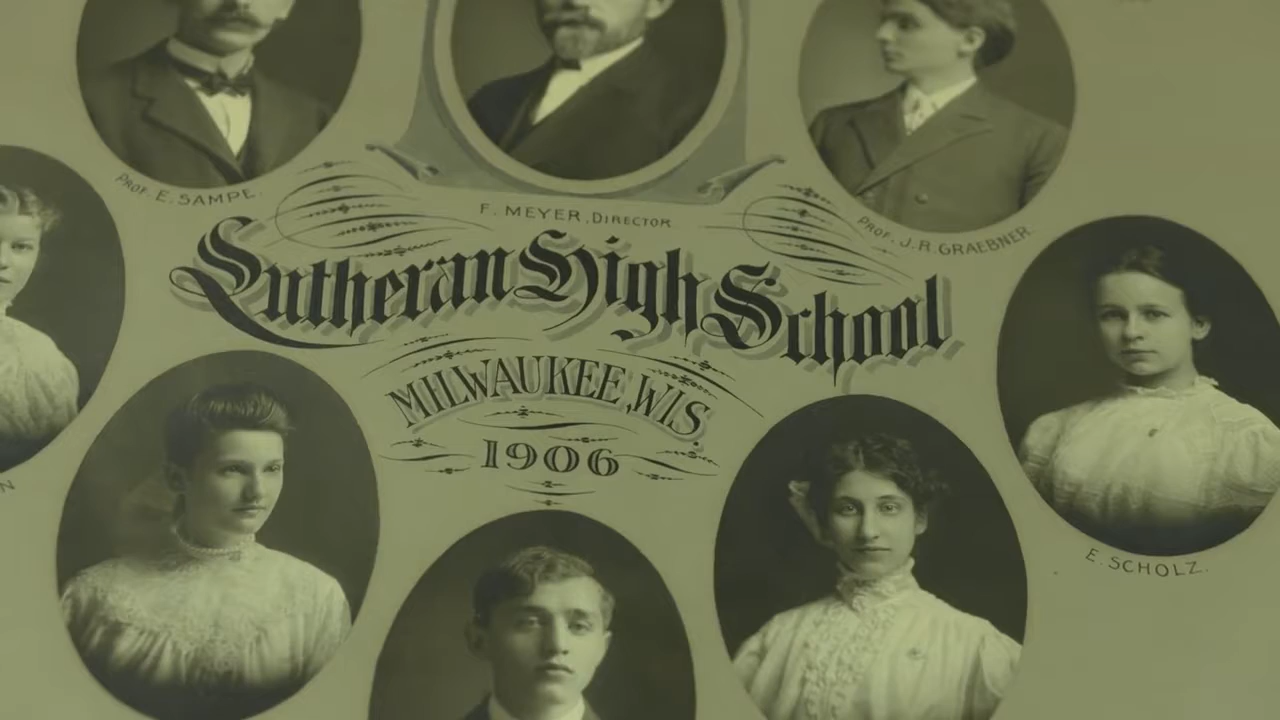 PROF. E. SAMPE.
F. MEYER, DIRECTOR
PROF. J. R. GRAEBNER
Lutheran High School
MILWAUKEE, WIS.
1906
E. SCHOLZ.